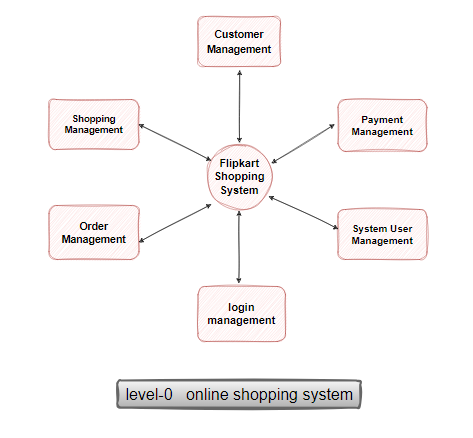 Customer
Management
Shopping
Management
Payment
Management
Flipkart
Shopping
System
Order
Management
System User
Management
login
management
level-0   online shopping system